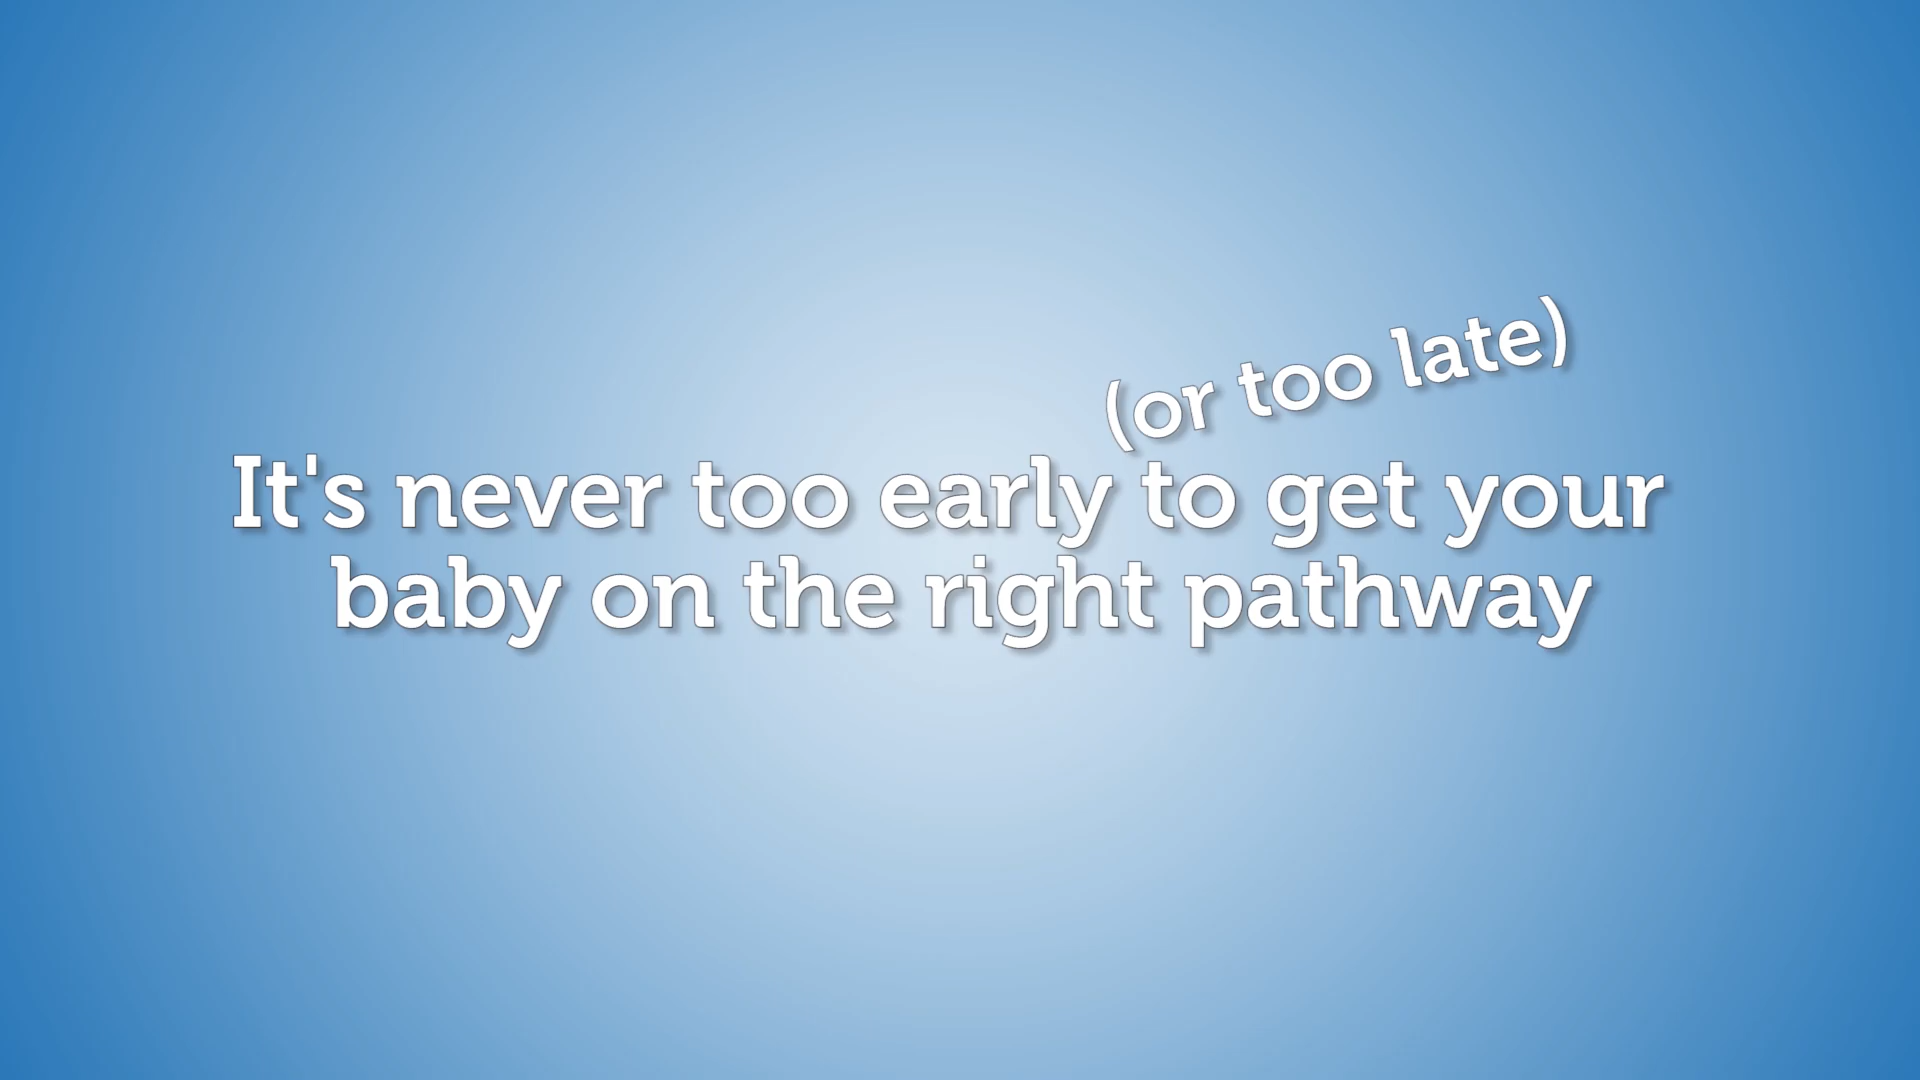 (or too late)
It's never too early to get your
baby on the right pathway